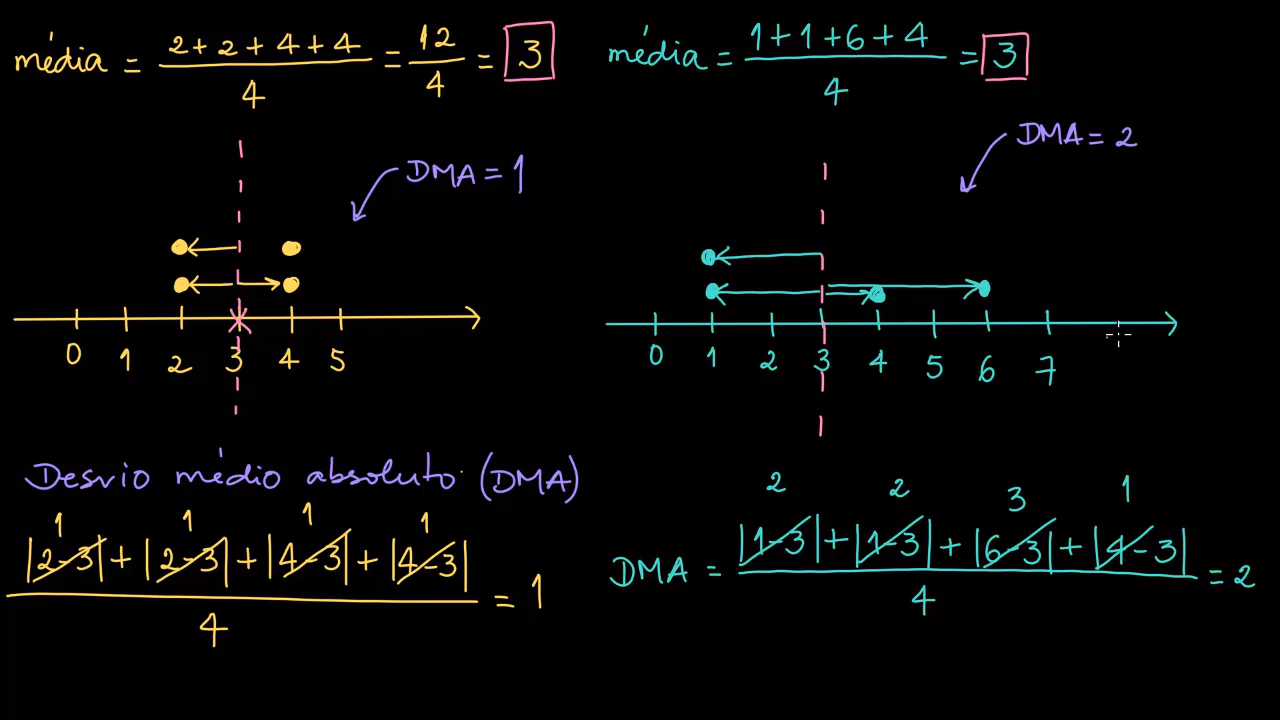 média = (2+2+4+4)/4 = 12/4 = 3
média = (1+1+6+4)/4 = 3
DMA = 1
DMA = 2
0 1 2 3 4 5
0 1 2 3 4 5 6 7
Desvio médio absoluto (DMA)
1 1 1 1
(|2-3| + |2-3| + |4-3| + |4-3|)/4 = 1
2 2 3 1
DMA = (|1-3| + |1-3| + |6-3| + |4-3|)/4 = 2